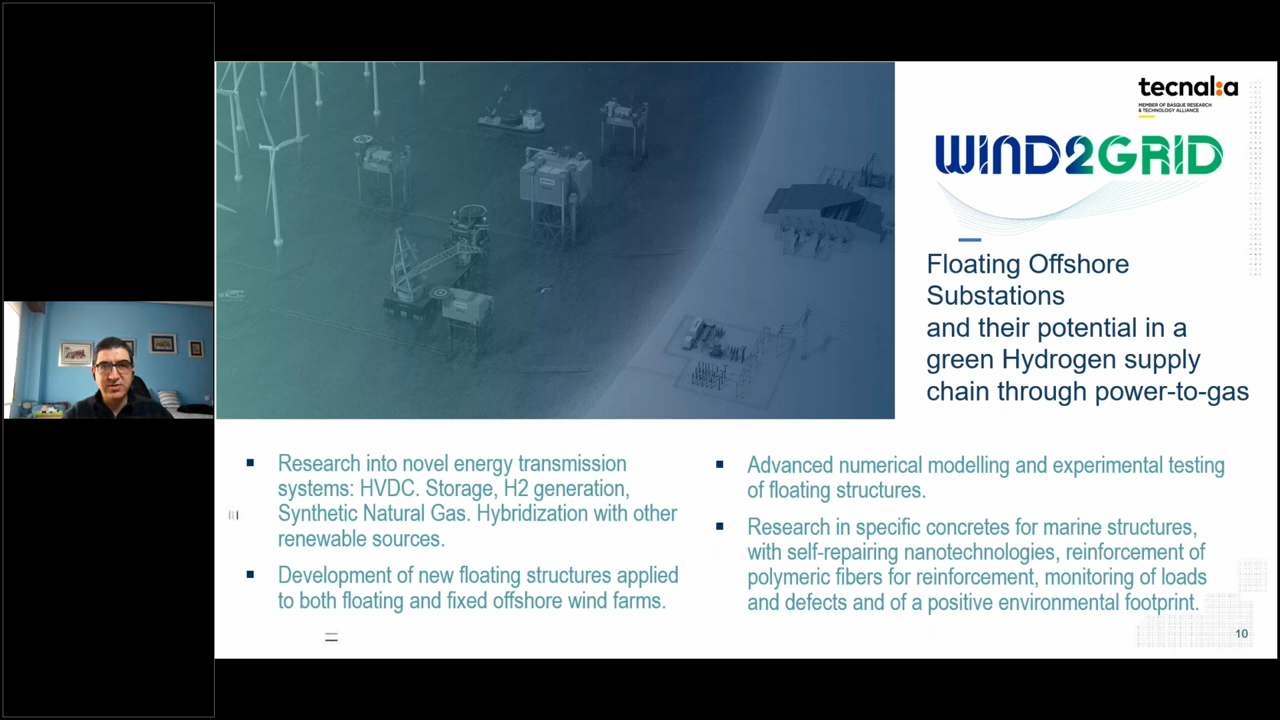 tecnal:a
MEMBER OF BASQUE RESEARCH
& TECHNOLOGY ALLIANCE
WIND2GRID
Floating Offshore
Substations
and their potential in a
green Hydrogen supply
chain through power-to-gas
▪ Research into novel energy transmission
systems: HVDC. Storage, H2 generation,
Synthetic Natural Gas. Hybridization with other
renewable sources.
▪ Development of new floating structures applied
to both floating and fixed offshore wind farms.
▪ Advanced numerical modelling and experimental testing
of floating structures.
▪ Research in specific concretes for marine structures,
with self-repairing nanotechnologies, reinforcement of
polymeric fibers for reinforcement, monitoring of loads
and defects and of a positive environmental footprint.
10